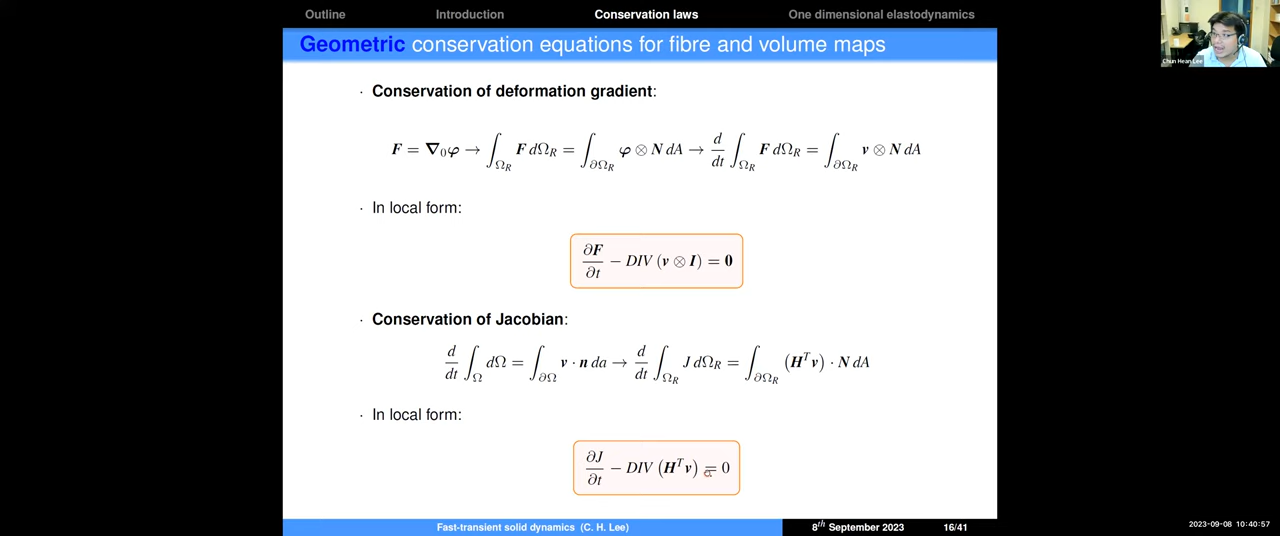 Outline Introduction Conservation laws One dimensional elastodynamics
Geometric conservation equations for fibre and volume maps
Chun Hean Lee
· Conservation of deformation gradient:
F = ∇₀φ → ∫_{Ω_R} F dΩ_R = ∫_{∂Ω_R} φ ⊗ N dA → d/dt ∫_{Ω_R} F dΩ_R = ∫_{∂Ω_R} v ⊗ N dA
· In local form:
∂F/∂t − DIV (v ⊗ I) = 0
· Conservation of Jacobian:
d/dt ∫_Ω dΩ = ∫_{∂Ω} v · n da → d/dt ∫_{Ω_R} J dΩ_R = ∫_{∂Ω_R} (H^T v) · N dA
· In local form:
∂J/∂t − DIV (H^T v) = 0
Fast-transient solid dynamics (C. H. Lee) 8th September 2023 16/41
2023-09-08 10:40:57